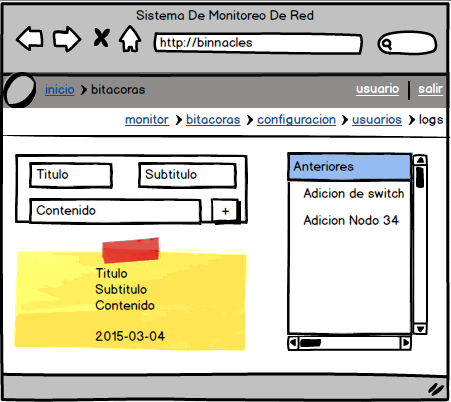 Sistema De Monitoreo De Red
http://binnacles
inicio bitacoras usuario salir
monitor bitacoras configuracion usuarios logs
Titulo Subtitulo
Contenido +
Titulo
Subtitulo
Contenido
2015-03-04
Anteriores
Adicion de switch
Adicion Nodo 34